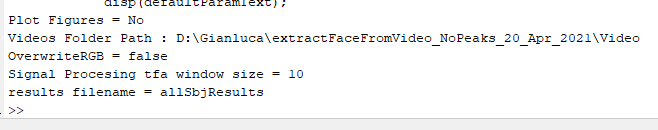 disp(defaultParamText);
Plot Figures = No
Videos Folder Path : D:\Gianluca\extractFaceFromVideo_NoPeaks_20_Apr_2021\Video
OverwriteRGB = false
Signal Procesing tfa window size = 10
results filename = allSbjResults
>>